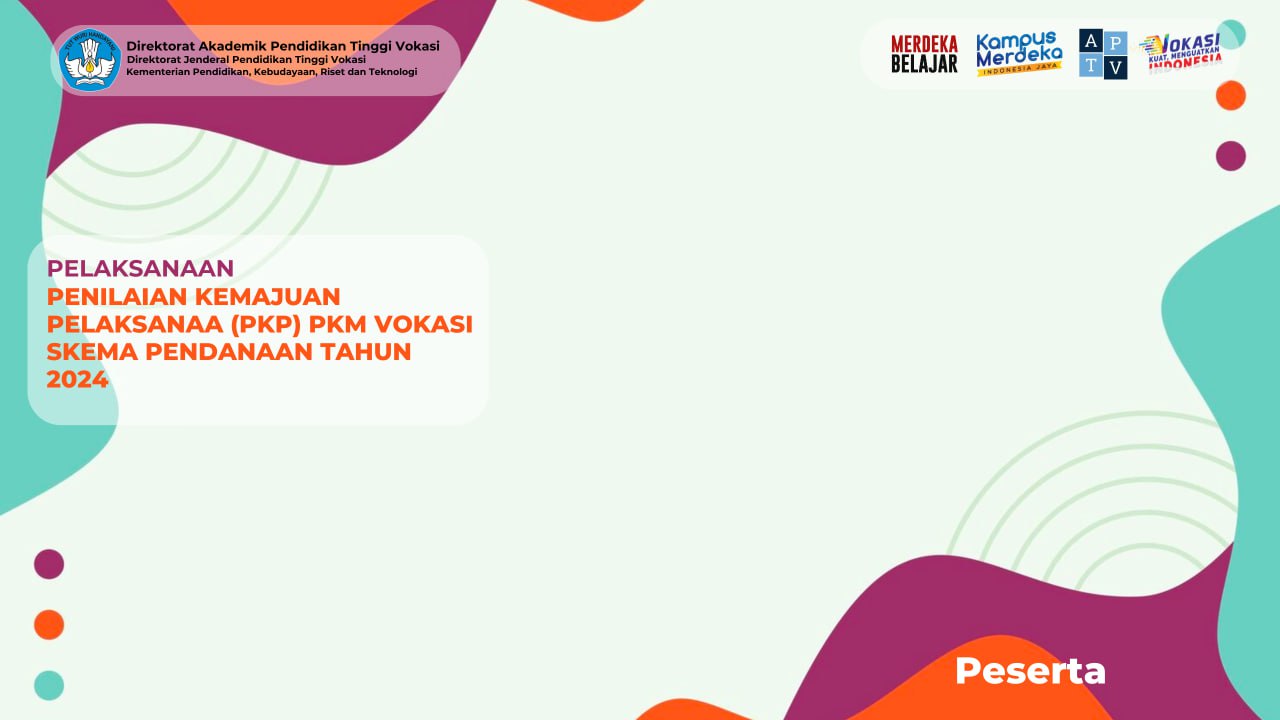 Direktorat Akademik Pendidikan Tinggi Vokasi
Direktorat Jenderal Pendidikan Tinggi Vokasi
Kementerian Pendidikan, Kebudayaan, Riset dan Teknologi
MERDEKA
BELAJAR
Kampus
Merdeka
INDONESIA JAYA
A P
T V
VOKASI
KUAT, MENGUATKAN
INDONESIA
PELAKSANAAN
PENILAIAN KEMAJUAN
PELAKSANAA (PKP) PKM VOKASI
SKEMA PENDANAAN TAHUN
2024
Peserta